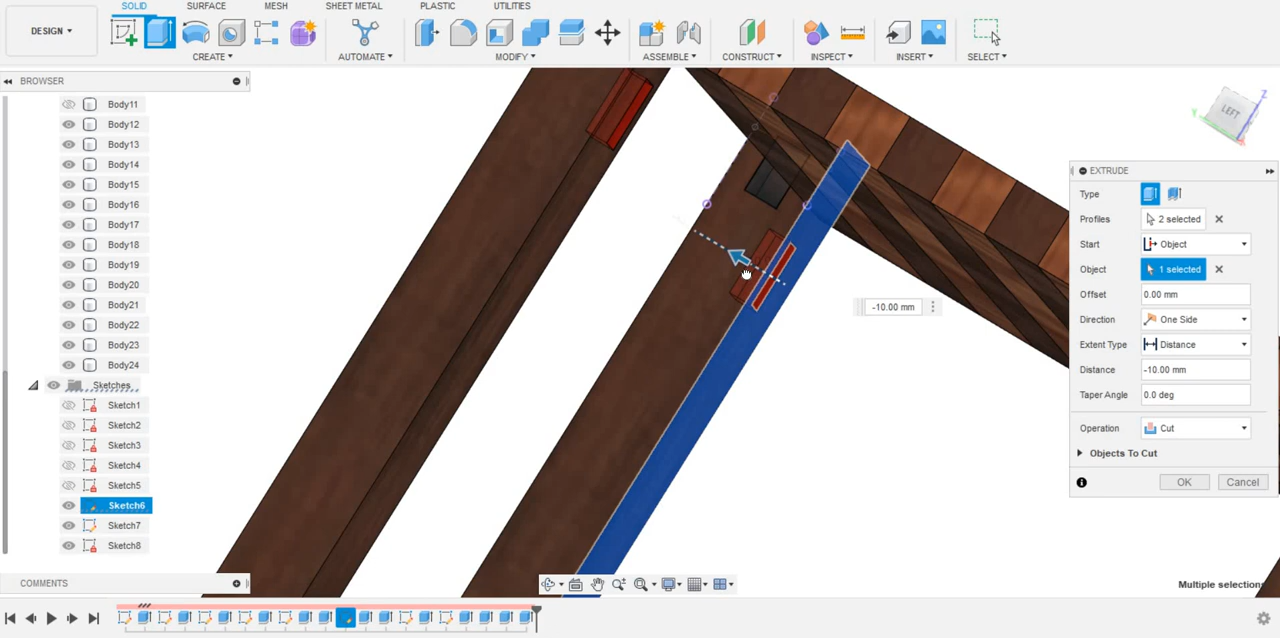 SOLID SURFACE MESH SHEET METAL PLASTIC UTILITIES
DESIGN
CREATE AUTOMATE MODIFY ASSEMBLE CONSTRUCT INSPECT INSERT SELECT
BROWSER
Body11
Body12
Body13
Body14
Body15
Body16
Body17
Body18
Body19
Body20
Body21
Body22
Body23
Body24
Sketches
Sketch1
Sketch2
Sketch3
Sketch4
Sketch5
Sketch6
Sketch7
Sketch8
COMMENTS
LEFT
Z
Y
-10.00 mm
EXTRUDE
Type
Profiles 2 selected
Start Object
Object 1 selected
Offset 0.00 mm
Direction One Side
Extent Type Distance
Distance -10.00 mm
Taper Angle 0.0 deg
Operation Cut
Objects To Cut
OK Cancel
Multiple selections